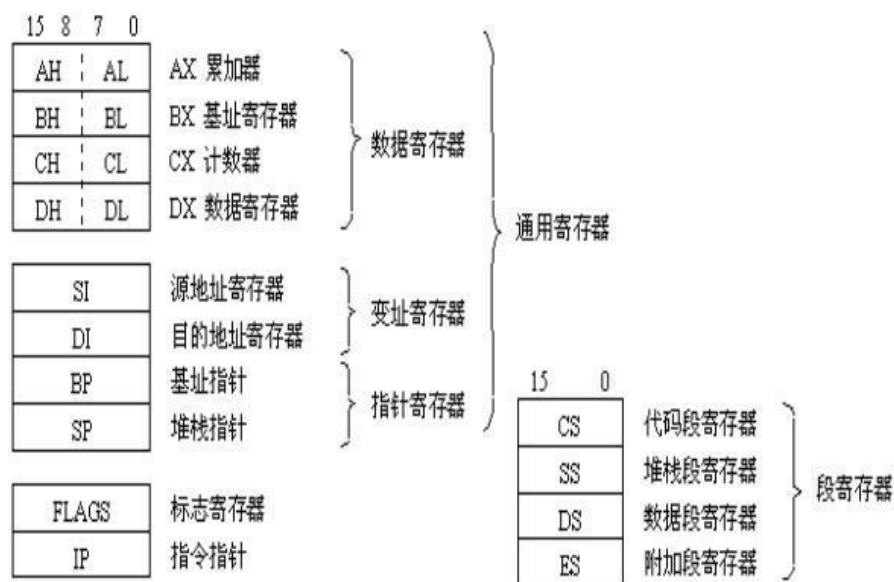 15 8 7 0
AH AL AX 累加器
BH BL BX 基址寄存器
CH CL CX 计数器
DH DL DX 数据寄存器
数据寄存器
通用寄存器
SI 源地址寄存器
DI 目的地址寄存器
变址寄存器
BP 基址指针
SP 堆栈指针
指针寄存器
FLAGS 标志寄存器
IP 指令指针
15 0
CS 代码段寄存器
SS 堆栈段寄存器
DS 数据段寄存器
ES 附加段寄存器
段寄存器